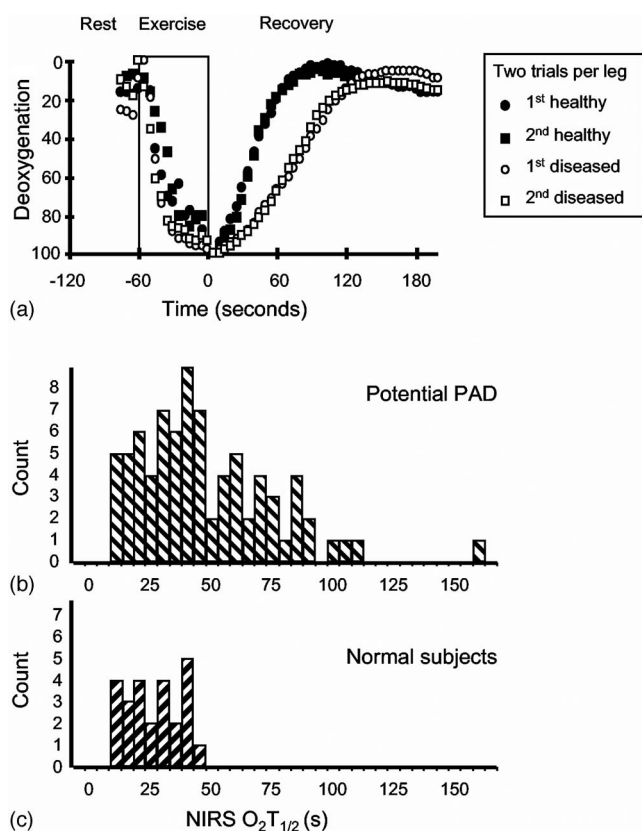 Rest Exercise Recovery
Two trials per leg
1st healthy
2nd healthy
1st diseased
2nd diseased
Deoxygenation
0
20
40
60
80
100
-120 -60 0 60 120 180
Time (seconds)
(a)
Potential PAD
Count
8
7
6
5
4
3
2
1
0
0 25 50 75 100 125 150
(b)
Normal subjects
Count
7
6
5
4
3
2
1
0
0 25 50 75 100 125 150
(c)
NIRS O₂T₁/₂ (s)